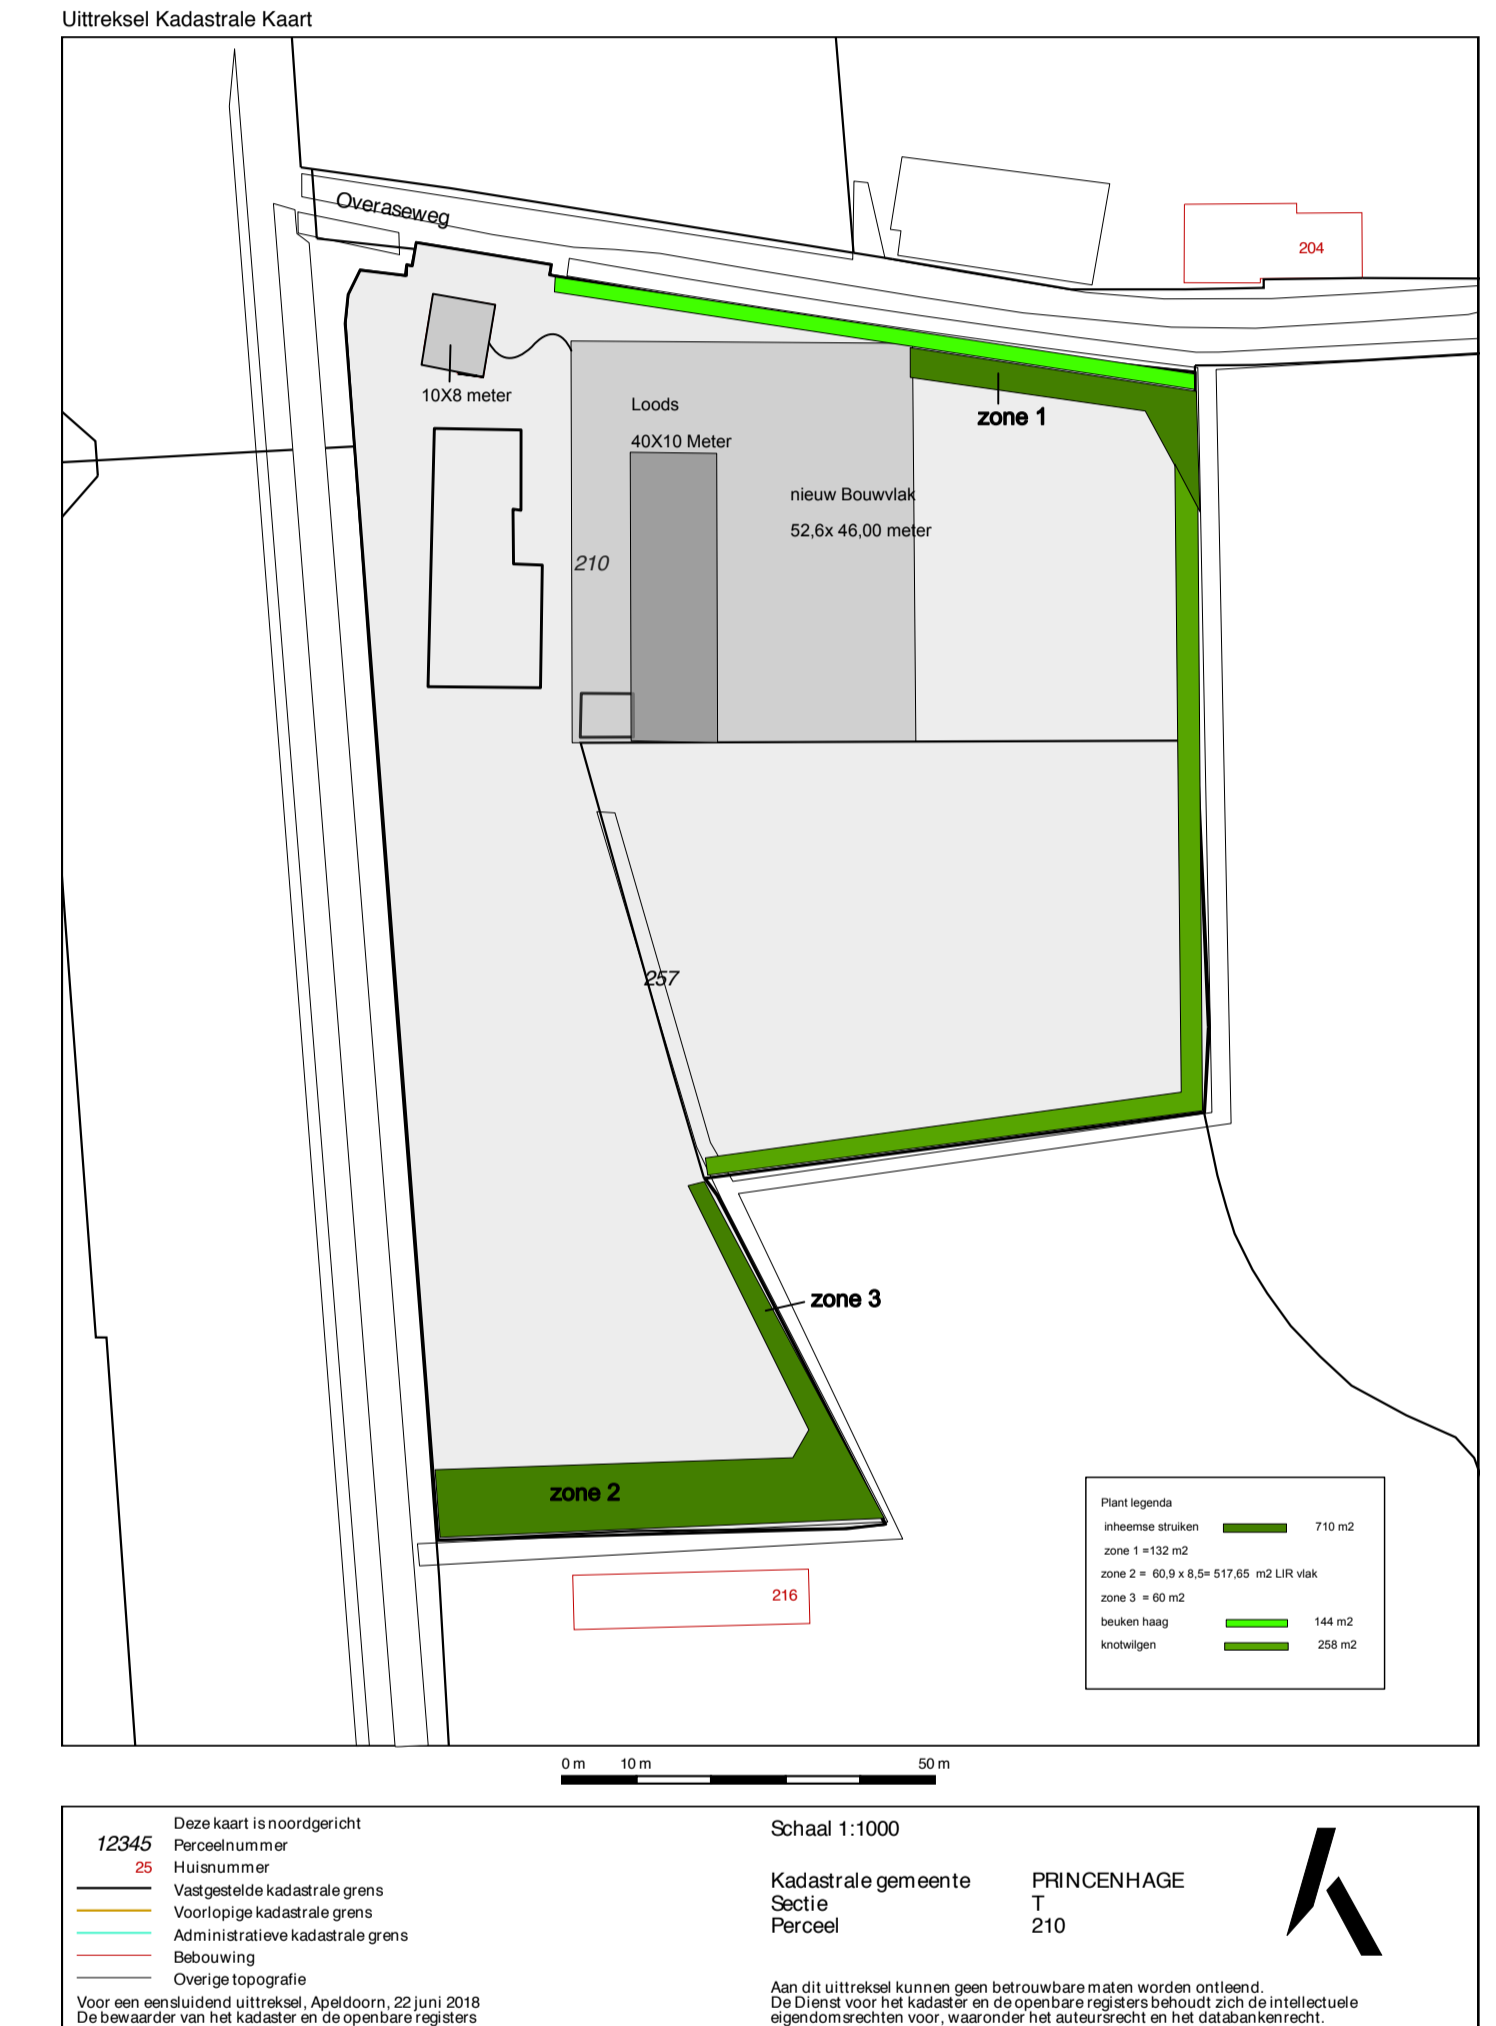 Uittreksel Kadastrale Kaart
Overaseweg
204
10X8 meter
Loods
40X10 Meter
zone 1
nieuw Bouwvlak
52,6x 46,00 meter
210
257
zone 3
zone 2
216
Plant legenda
inheemse struiken 710 m2
zone 1 =132 m2
zone 2 = 60,9 x 8,5= 517,65 m2 LIR vlak
zone 3 = 60 m2
beuken haag 144 m2
knotwilgen 258 m2
0 m 10 m 50 m
Deze kaart is noordgericht
12345 Perceelnummer
25 Huisnummer
Vastgestelde kadastrale grens
Voorlopige kadastrale grens
Administratieve kadastrale grens
Bebouwing
Overige topografie
Voor een eensluidend uittreksel, Apeldoorn, 22 juni 2018
De bewaarder van het kadaster en de openbare registers
Schaal 1:1000
Kadastrale gemeente PRINCENHAGE
Sectie T
Perceel 210
Aan dit uittreksel kunnen geen betrouwbare maten worden ontleend.
De Dienst voor het kadaster en de openbare registers behoudt zich de intellectuele
eigendomsrechten voor, waaronder het auteursrecht en het databankenrecht.